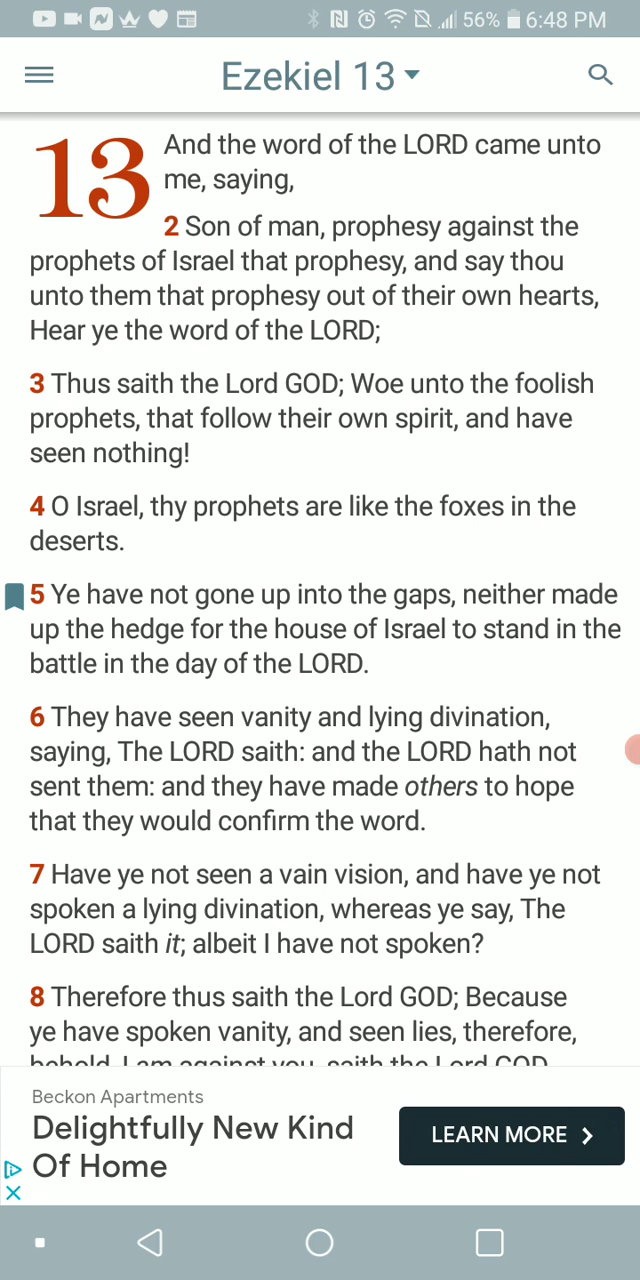 56% 6:48 PM
Ezekiel 13
13 And the word of the LORD came unto
me, saying,
2 Son of man, prophesy against the
prophets of Israel that prophesy, and say thou
unto them that prophesy out of their own hearts,
Hear ye the word of the LORD;
3 Thus saith the Lord GOD; Woe unto the foolish
prophets, that follow their own spirit, and have
seen nothing!
4 O Israel, thy prophets are like the foxes in the
deserts.
5 Ye have not gone up into the gaps, neither made
up the hedge for the house of Israel to stand in the
battle in the day of the LORD.
6 They have seen vanity and lying divination,
saying, The LORD saith: and the LORD hath not
sent them: and they have made others to hope
that they would confirm the word.
7 Have ye not seen a vain vision, and have ye not
spoken a lying divination, whereas ye say, The
LORD saith it; albeit I have not spoken?
8 Therefore thus saith the Lord GOD; Because
ye have spoken vanity, and seen lies, therefore,
behold, I am against you, saith the Lord GOD.
Beckon Apartments
Delightfully New Kind
Of Home
LEARN MORE